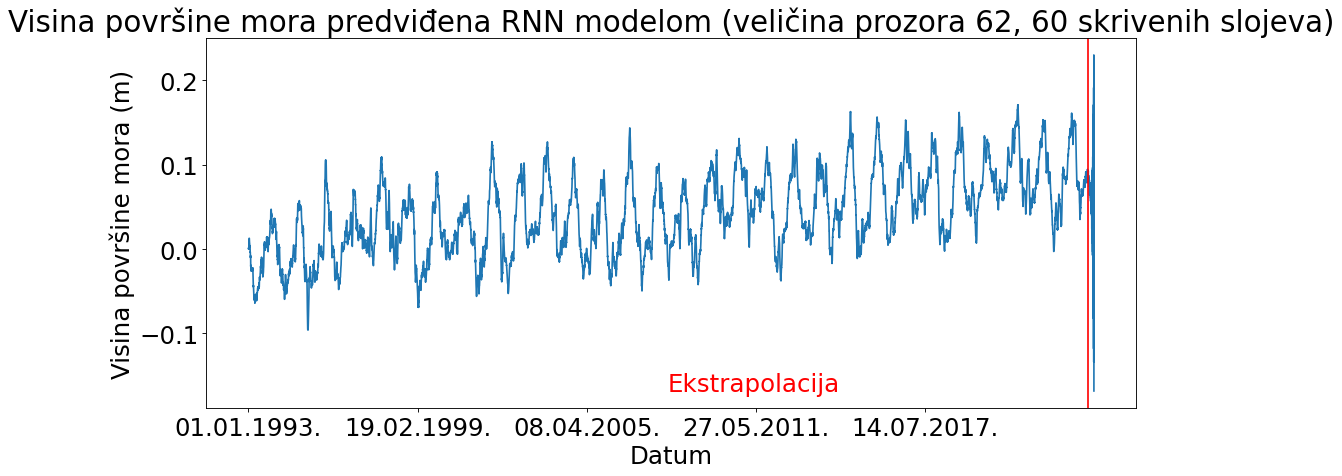 Visina površine mora predviđena RNN modelom (veličina prozora 62, 60 skrivenih slojeva)
Visina površine mora (m)
0.2
0.1
0.0
−0.1
Ekstrapolacija
01.01.1993. 19.02.1999. 08.04.2005. 27.05.2011. 14.07.2017.
Datum